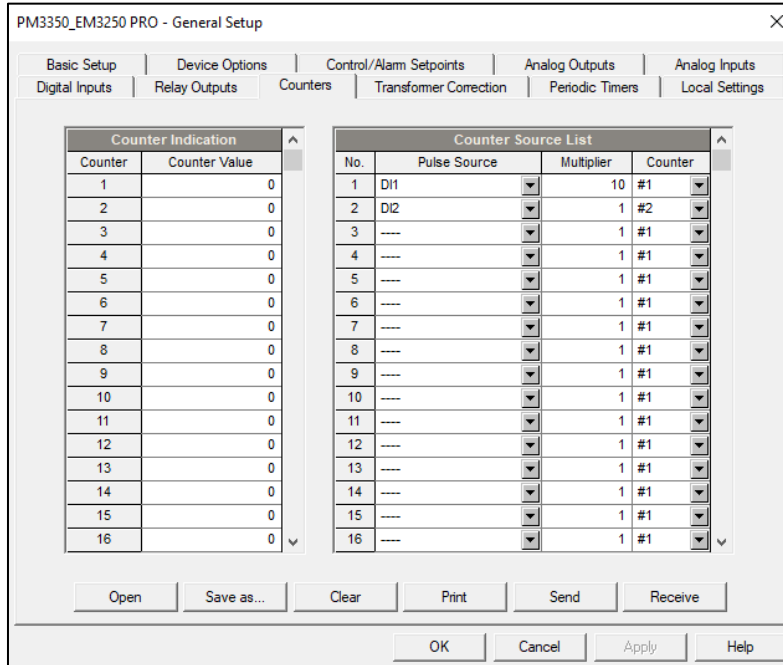 PM3350_EM3250 PRO - General Setup
Basic Setup Device Options Control/Alarm Setpoints Analog Outputs Analog Inputs
Digital Inputs Relay Outputs Counters Transformer Correction Periodic Timers Local Settings
Counter Indication Counter Source List
Counter Counter Value No. Pulse Source Multiplier Counter
1 0 1 DI1 10 #1
2 0 2 DI2 1 #2
3 0 3 ---- 1 #1
4 0 4 ---- 1 #1
5 0 5 ---- 1 #1
6 0 6 ---- 1 #1
7 0 7 ---- 1 #1
8 0 8 ---- 1 #1
9 0 9 ---- 1 #1
10 0 10 ---- 1 #1
11 0 11 ---- 1 #1
12 0 12 ---- 1 #1
13 0 13 ---- 1 #1
14 0 14 ---- 1 #1
15 0 15 ---- 1 #1
16 0 16 ---- 1 #1
Open Save as... Clear Print Send Receive
OK Cancel Apply Help